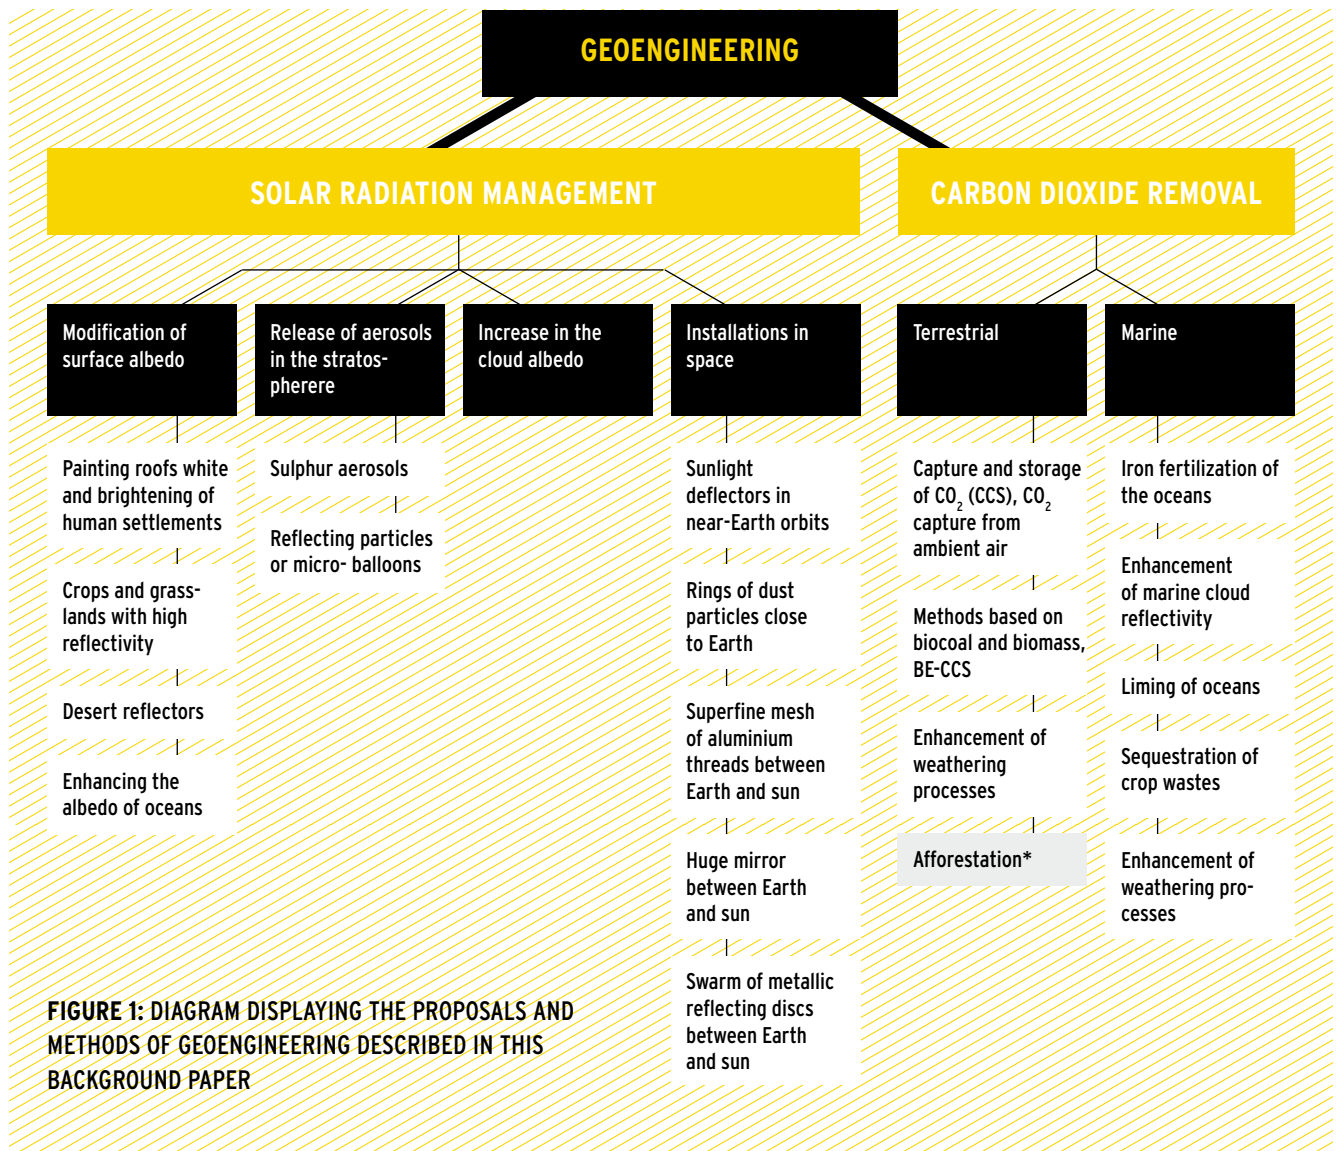 GEOENGINEERING
SOLAR RADIATION MANAGEMENT
CARBON DIOXIDE REMOVAL
Modification of
surface albedo
Release of aerosols
in the stratos-
pherere
Increase in the
cloud albedo
Installations in
space
Terrestrial
Marine
Painting roofs white
and brightening of
human settlements
Crops and grass-
lands with high
reflectivity
Desert reflectors
Enhancing the
albedo of oceans
Sulphur aerosols
Reflecting particles
or micro- balloons
Sunlight
deflectors in
near-Earth orbits
Rings of dust
particles close
to Earth
Superfine mesh
of aluminium
threads between
Earth and sun
Huge mirror
between Earth
and sun
Swarm of metallic
reflecting discs
between Earth
and sun
Capture and storage
of CO₂ (CCS), CO₂
capture from
ambient air
Methods based on
biocoal and biomass,
BE-CCS
Enhancement of
weathering
processes
Afforestation*
Iron fertilization of
the oceans
Enhancement
of marine cloud
reflectivity
Liming of oceans
Sequestration of
crop wastes
Enhancement of
weathering pro-
cesses
FIGURE 1: DIAGRAM DISPLAYING THE PROPOSALS AND
METHODS OF GEOENGINEERING DESCRIBED IN THIS
BACKGROUND PAPER